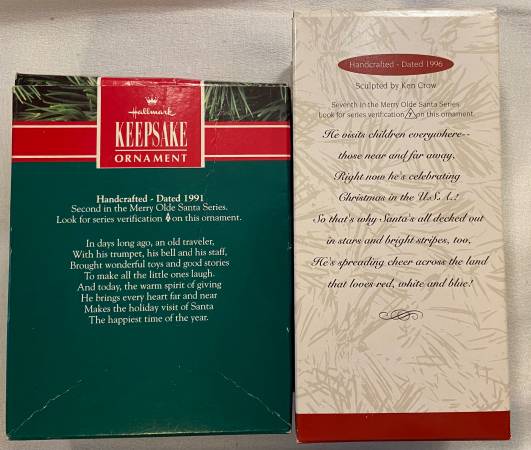 Hallmark
KEEPSAKE
ORNAMENT
Handcrafted - Dated 1991
Second in the Merry Olde Santa Series.
Look for series verification on this ornament.
In days long ago, an old traveler,
With his trumpet, his bell and his staff,
Brought wonderful toys and good stories
To make all the little ones laugh.
And today, the warm spirit of giving
He brings every heart far and near
Makes the holiday visit of Santa
The happiest time of the year.
Handcrafted - Dated 1996
Sculpted by Ken Crow
Seventh in the Merry Olde Santa Series
Look for series verification 7 on this ornament.
He visits children everywhere--
those near and far away.
Right now he's celebrating
Christmas in the U.S.A.!
So that's why Santa's all decked out
in stars and bright stripes, too.
He's spreading cheer across the land
that loves red, white and blue!